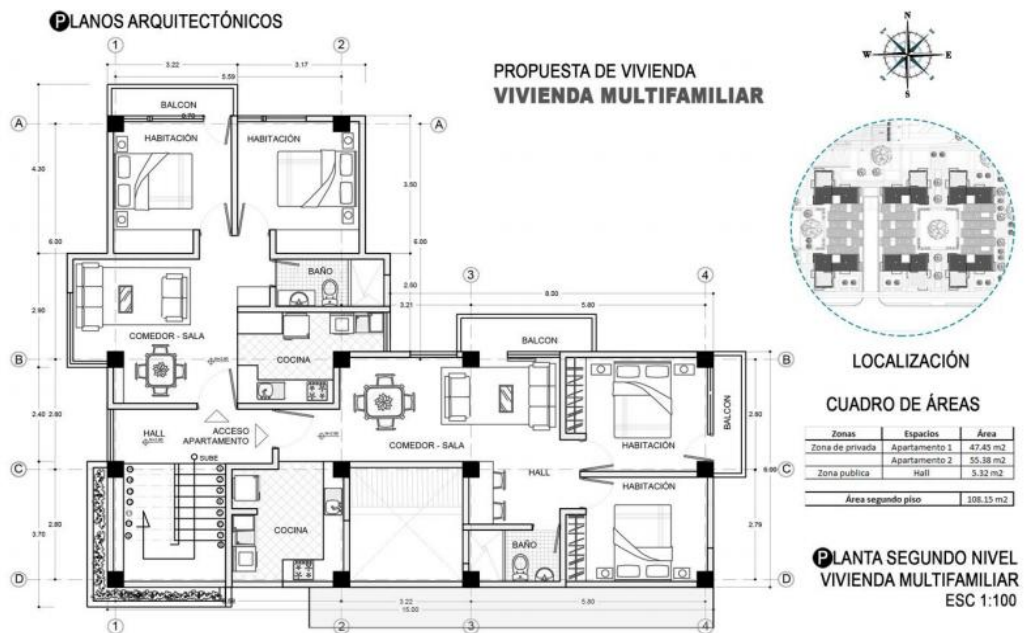 PLANOS ARQUITECTÓNICOS
PROPUESTA DE VIVIENDA
VIVIENDA MULTIFAMILIAR
N
W
E
S
1
2
3.22
3.17
5.59
BALCON
A
A
HABITACIÓN
HABITACIÓN
4.30
3.50
6.00
6.00
BAÑO
2.90
3.21
3
4
8.00
5.80
COMEDOR - SALA
COCINA
BALCON
B
B
LOCALIZACIÓN
CUADRO DE ÁREAS
Zonas Espacios Área
Zona de privada Apartamento 1 47.45 m2
Apartamento 2 55.38 m2
Zona publica Hall 5.32 m2
Área segundo piso 108.15 m2
2.40
2.80
2.80
BALCON
HALL
ACCESO
APARTAMENTO
COMEDOR - SALA
HABITACIÓN
SUBE
C
C
HALL
HABITACIÓN
COCINA
3.70
2.80
2.79
BAÑO
D
D
3.22
5.80
15.00
1
2
3
4
PLANTA SEGUNDO NIVEL
VIVIENDA MULTIFAMILIAR
ESC 1:100